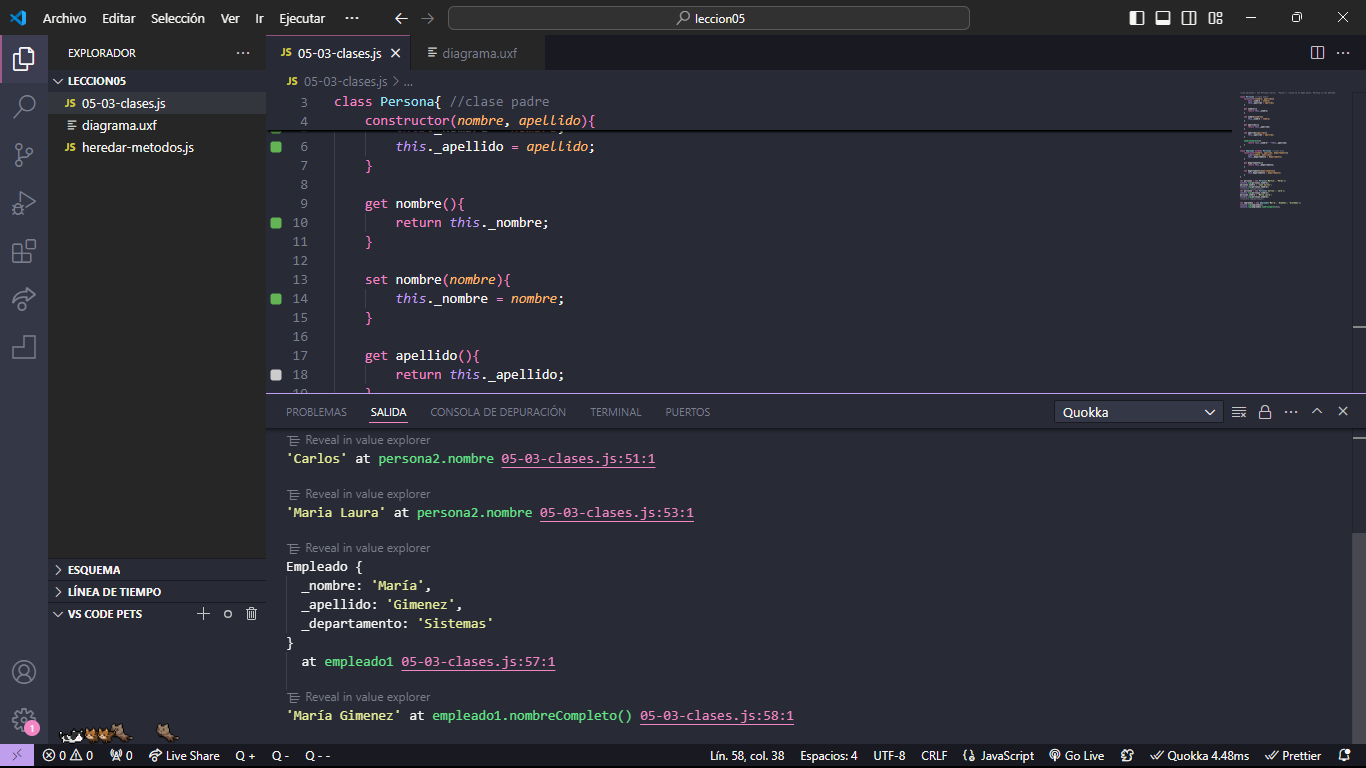 Archivo Editar Selección Ver Ir Ejecutar ··· leccion05
EXPLORADOR ···
LECCION05
JS 05-03-clases.js
diagrama.uxf
JS heredar-metodos.js
ESQUEMA
LÍNEA DE TIEMPO
VS CODE PETS
1
JS 05-03-clases.js diagrama.uxf ···
JS 05-03-clases.js > ...
3 class Persona{ //clase padre
4 constructor(nombre, apellido){
6 this._apellido = apellido;
7 }
8
9 get nombre(){
10 return this._nombre;
11 }
12
13 set nombre(nombre){
14 this._nombre = nombre;
15 }
16
17 get apellido(){
18 return this._apellido;
PROBLEMAS SALIDA CONSOLA DE DEPURACIÓN TERMINAL PUERTOS Quokka ···
Reveal in value explorer
'Carlos' at persona2.nombre 05-03-clases.js:51:1
Reveal in value explorer
'Maria Laura' at persona2.nombre 05-03-clases.js:53:1
Reveal in value explorer
Empleado {
_nombre: 'María',
_apellido: 'Gimenez',
_departamento: 'Sistemas'
}
at empleado1 05-03-clases.js:57:1
Reveal in value explorer
'María Gimenez' at empleado1.nombreCompleto() 05-03-clases.js:58:1
0 0 0 Live Share Q + Q - Q - - Lín. 58, col. 38 Espacios: 4 UTF-8 CRLF {} JavaScript Go Live Quokka 4.48ms Prettier